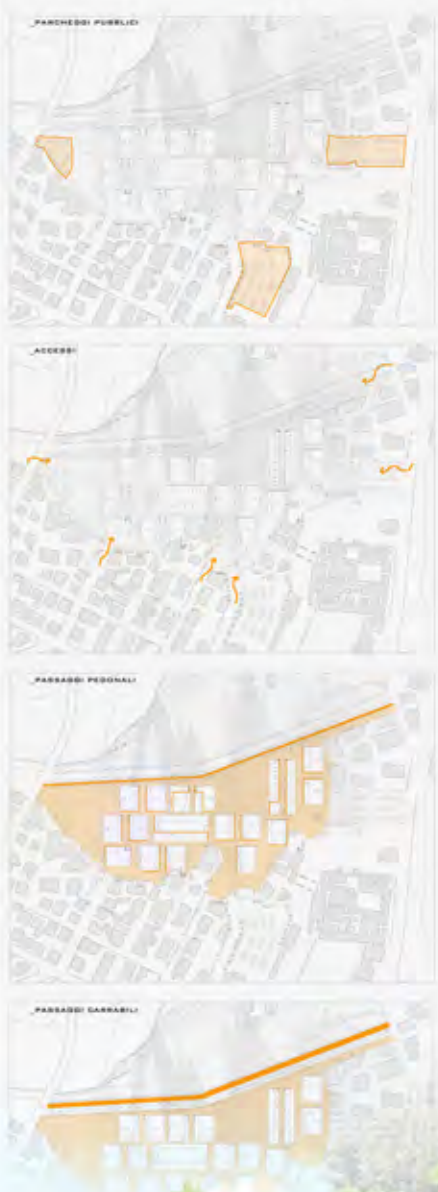 _PARCHEGGI PUBBLICI
_ACCESSI
_PASSAGGI PEDONALI
_PASSAGGI CARRABILI